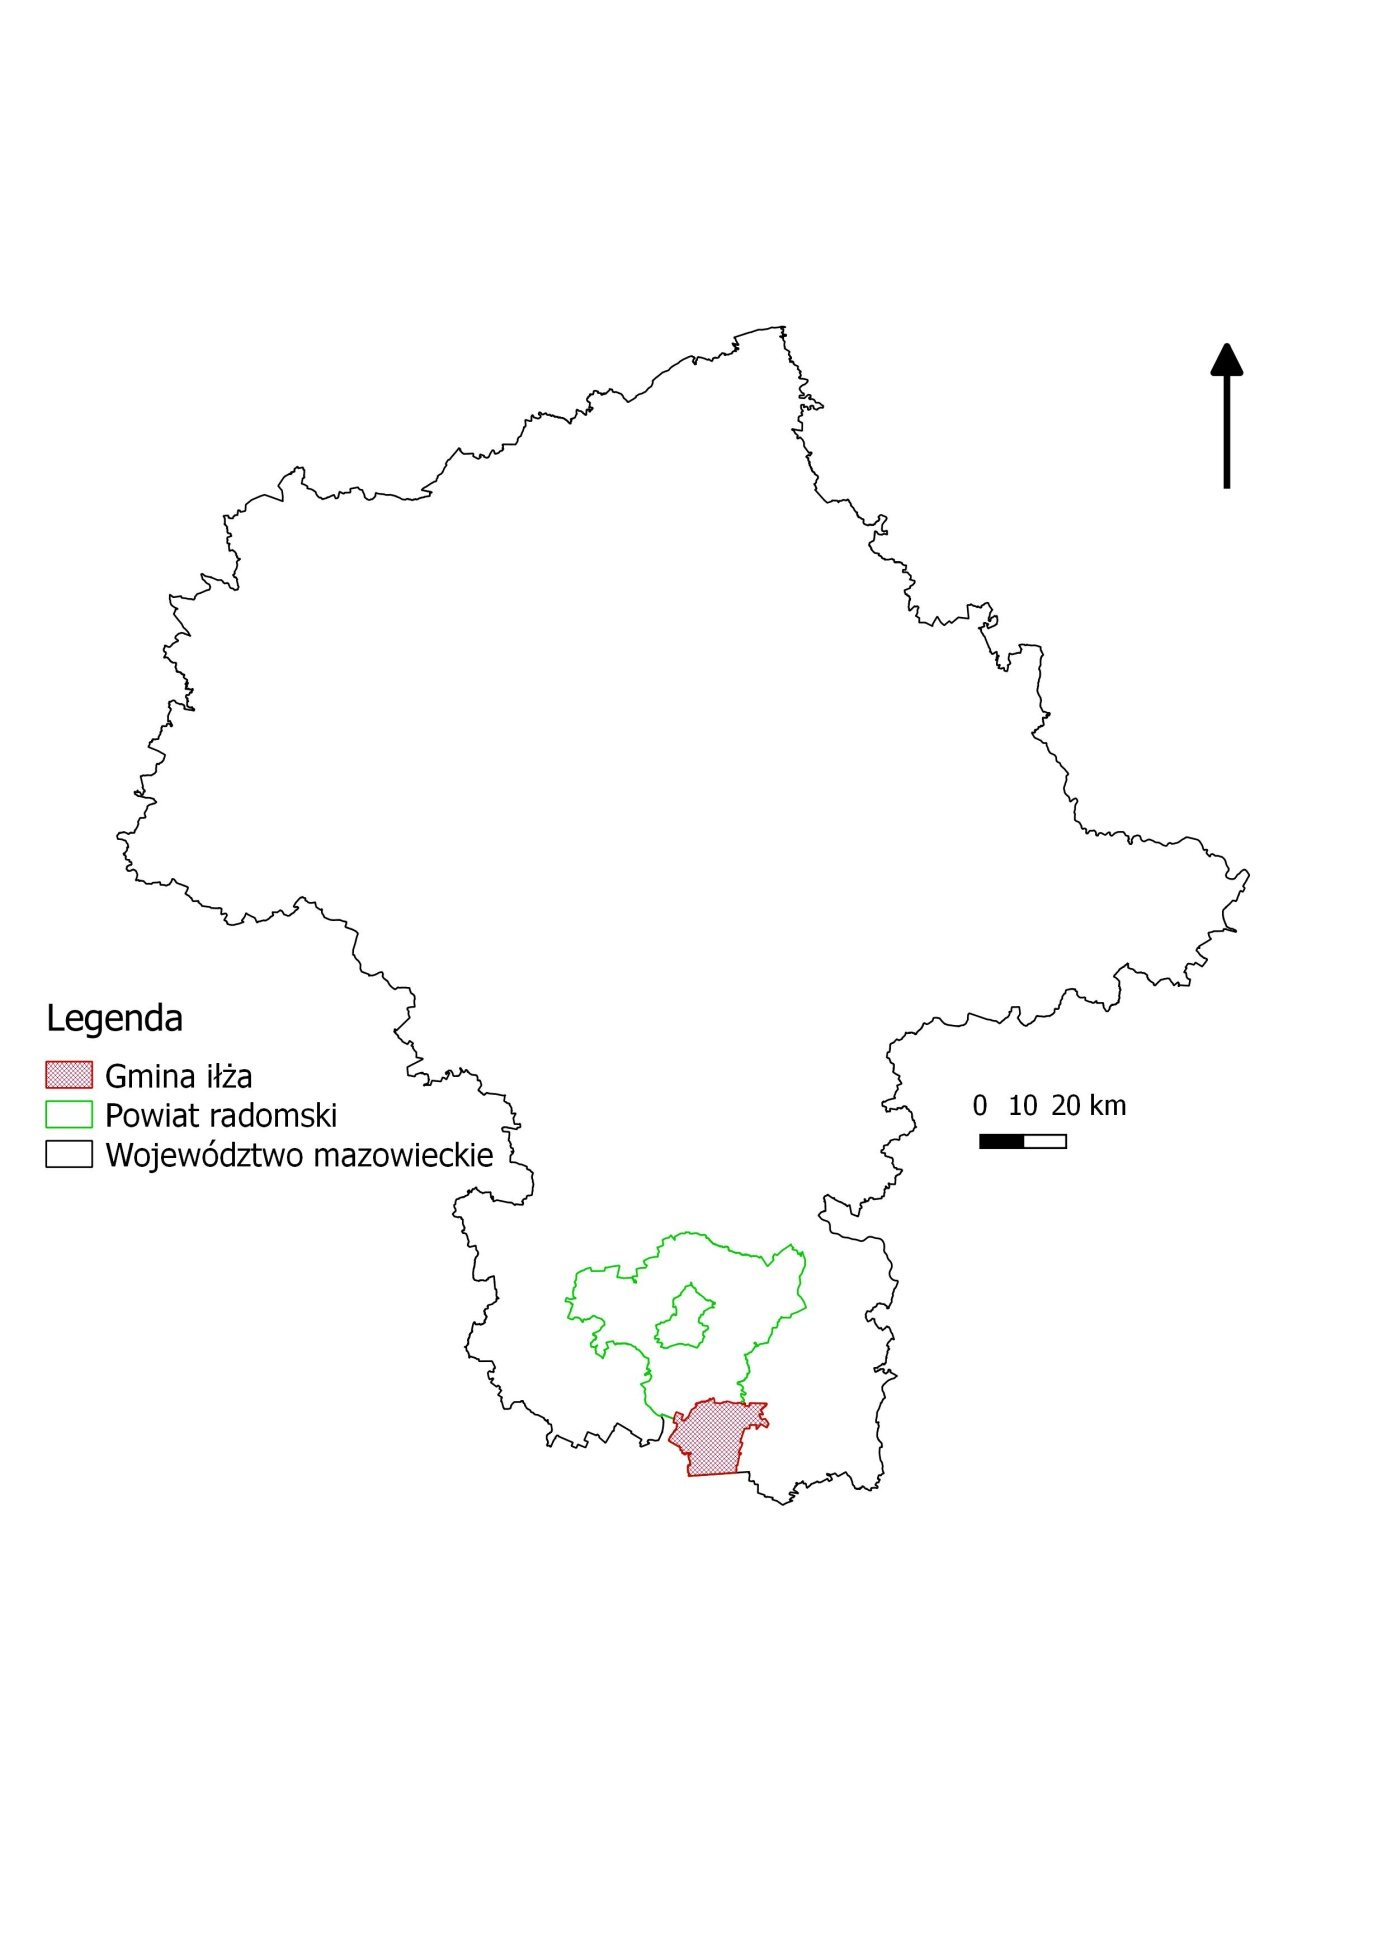 Legenda
Gmina iłża
Powiat radomski
Województwo mazowieckie
0 10 20 km